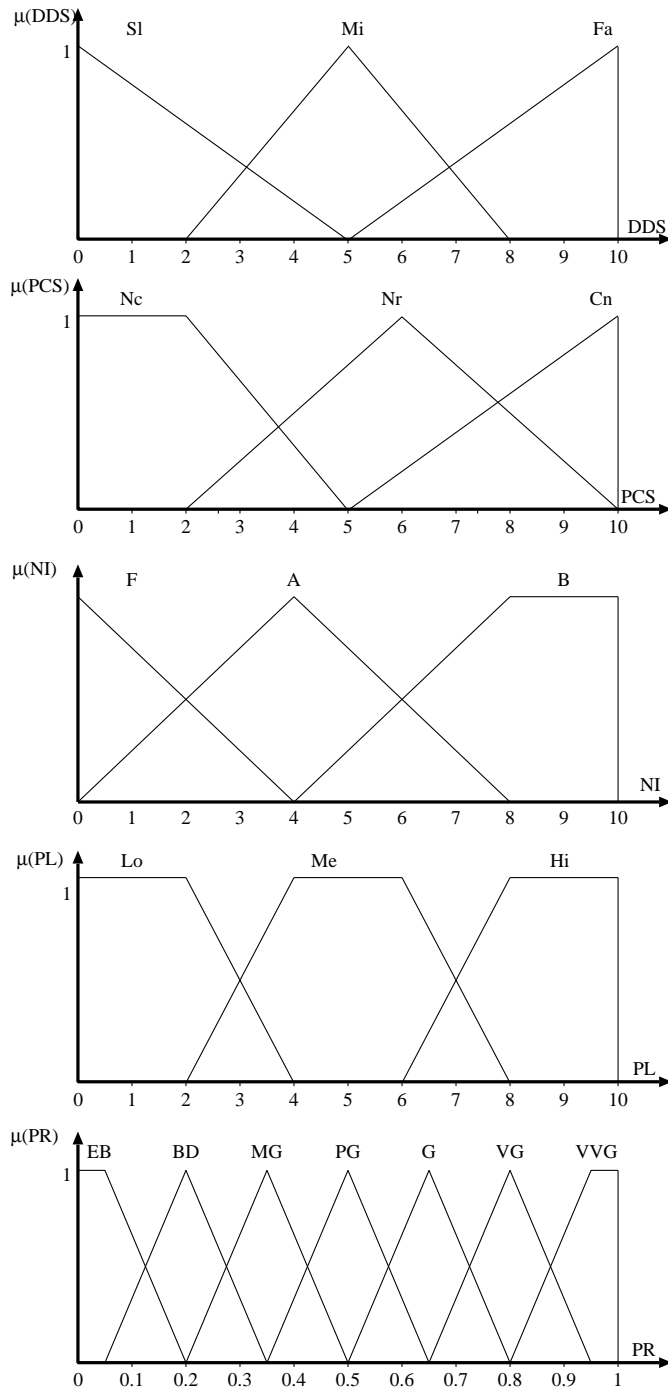 μ(DDS)
Sl Mi Fa
1
DDS
0 1 2 3 4 5 6 7 8 9 10
μ(PCS)
Nc Nr Cn
1
PCS
0 1 2 3 4 5 6 7 8 9 10
μ(NI)
F A B
NI
0 1 2 3 4 5 6 7 8 9 10
μ(PL)
Lo Me Hi
1
PL
0 1 2 3 4 5 6 7 8 9 10
μ(PR)
EB BD MG PG G VG VVG
1
PR
0 0.1 0.2 0.3 0.4 0.5 0.6 0.7 0.8 0.9 1